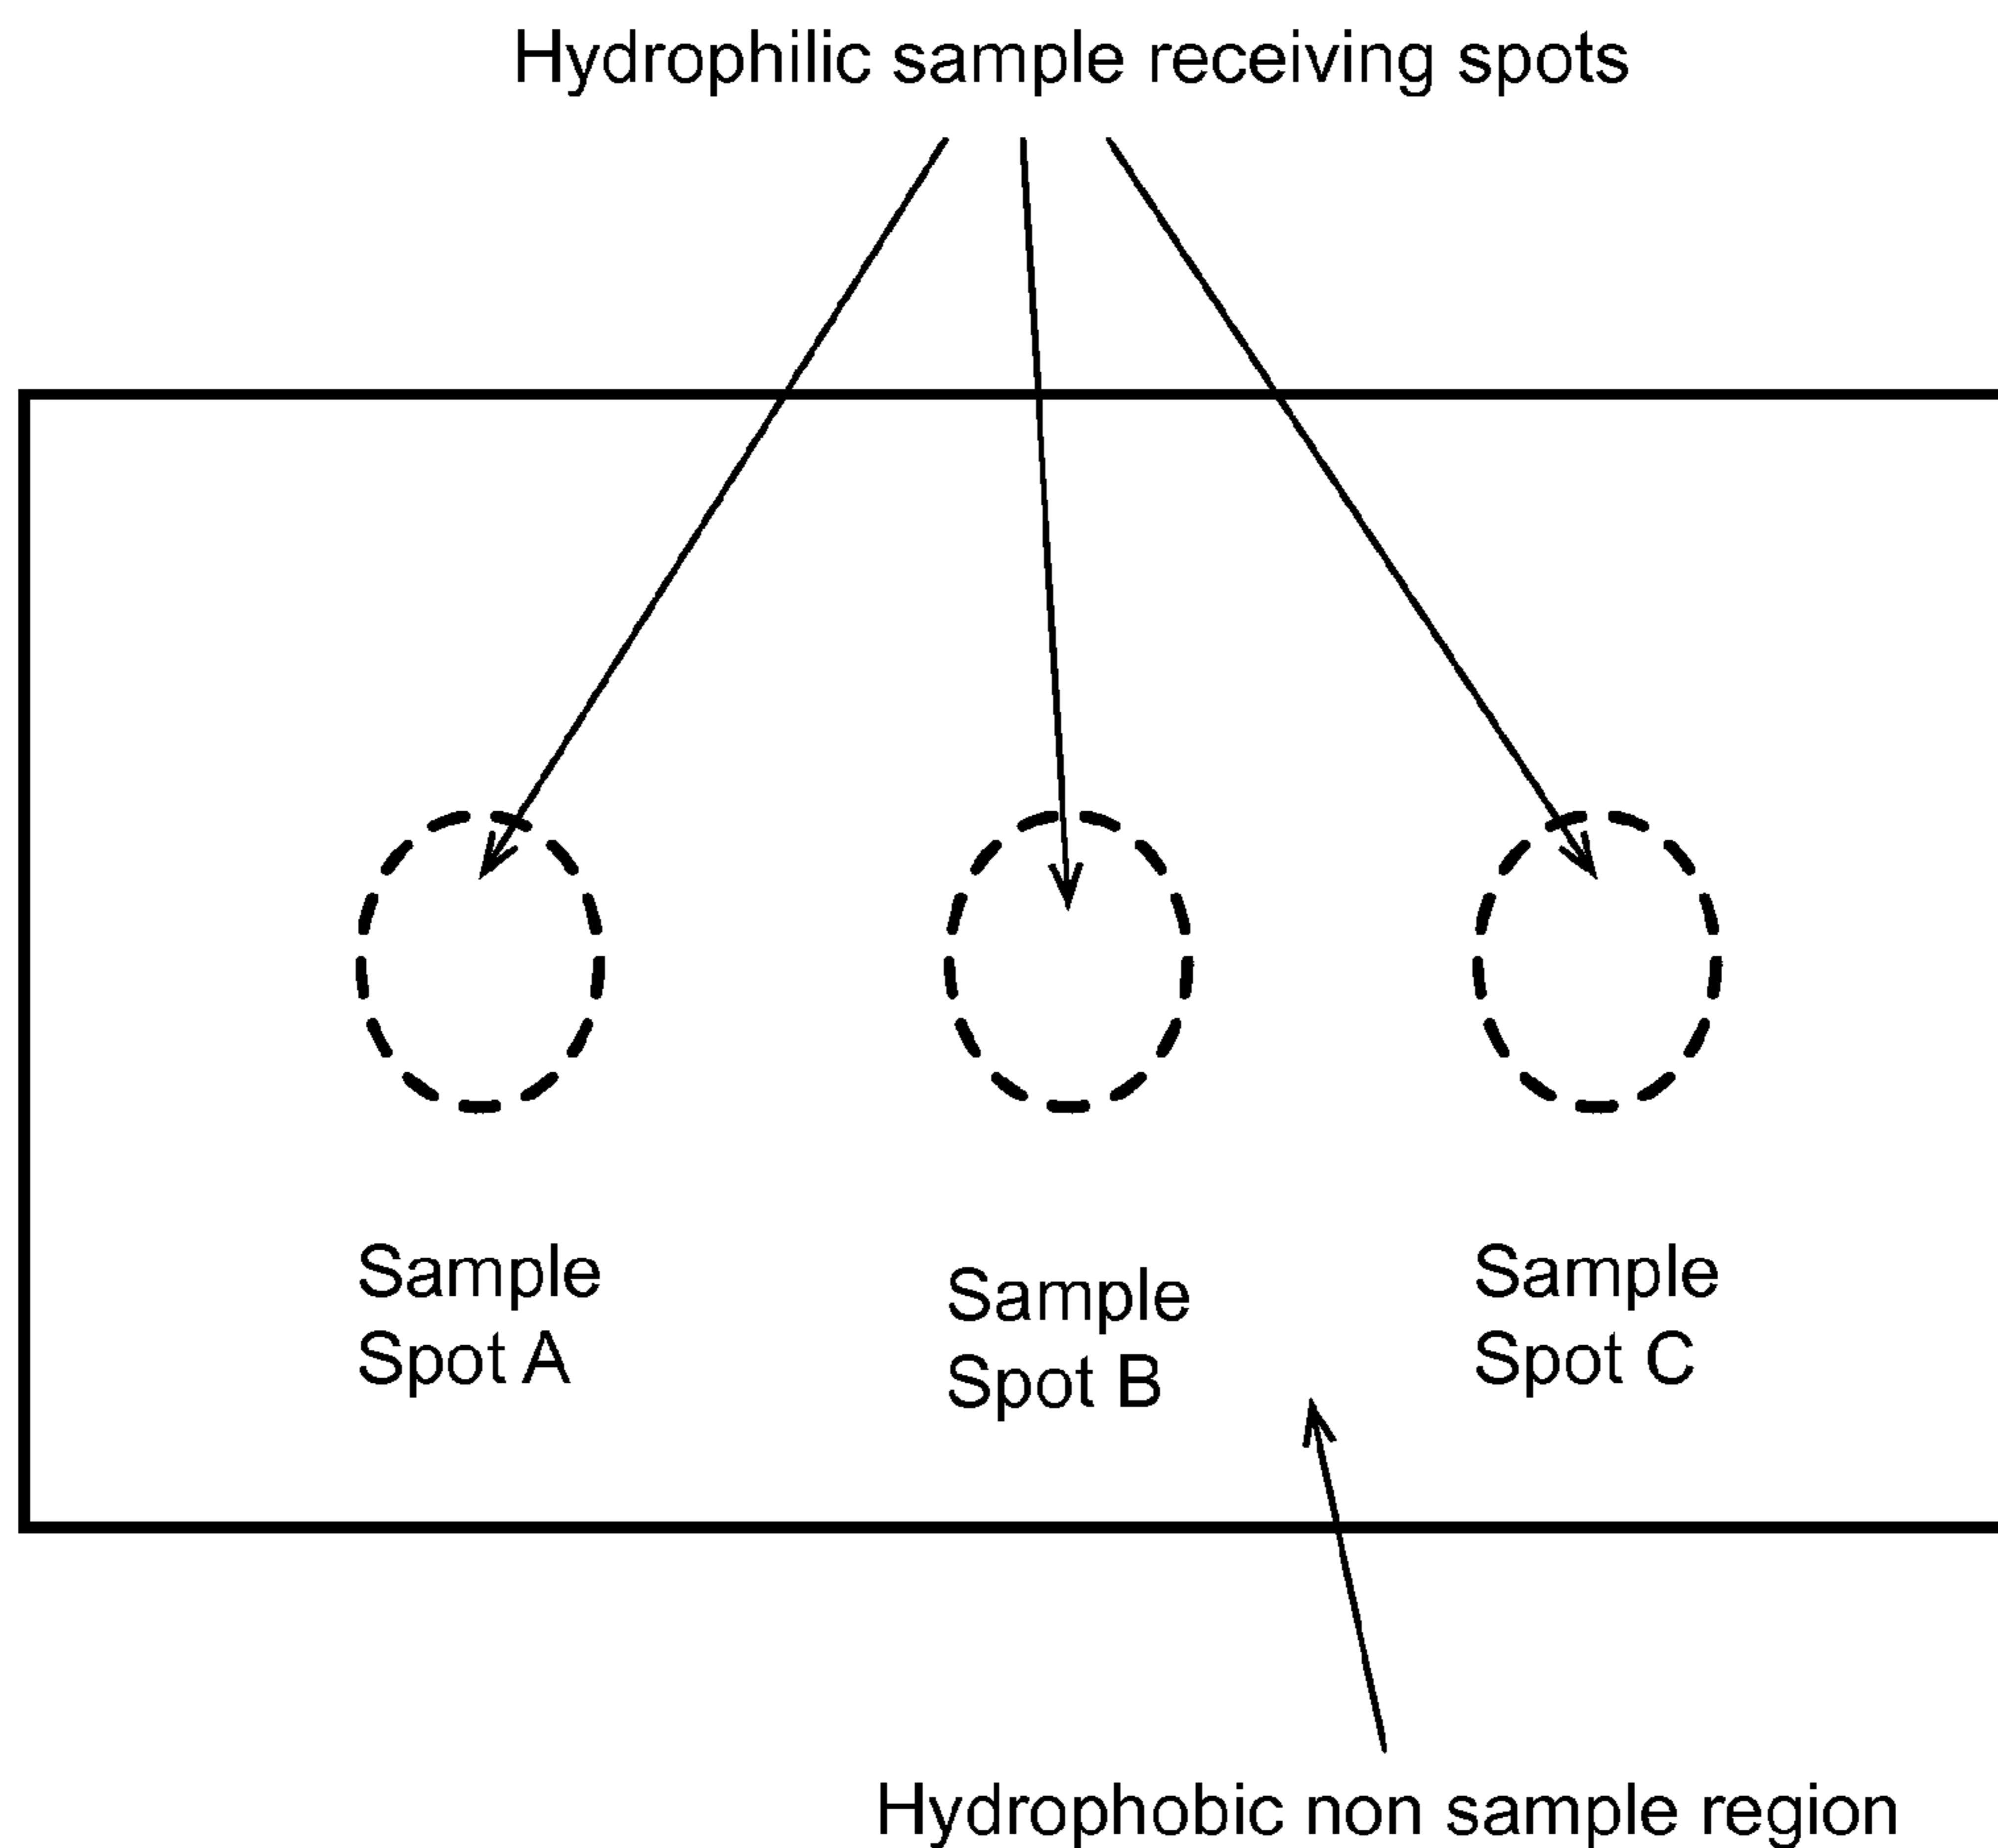 Hydrophilic sample receiving spots
Sample
Spot A
Sample
Spot B
Sample
Spot C
Hydrophobic non sample region